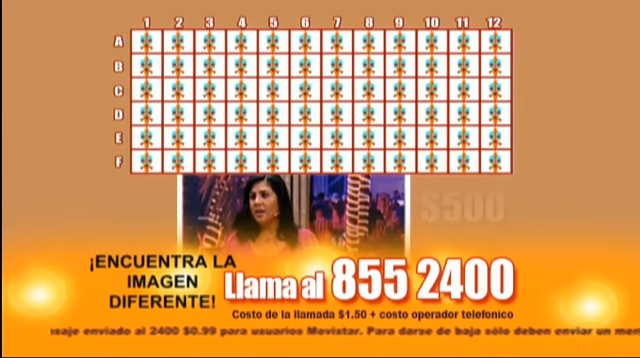 1 2 3 4 5 6 7 8 9 10 11 12
A
B
C
D
E
F
$500
¡ENCUENTRA LA
IMAGEN
DIFERENTE!
Llama al 855 2400
Costo de la llamada $1.50 + costo operador telefonico
enviado al 2400 $0.99 para usuarios Movistar. Para darse de baja sólo deben enviar un